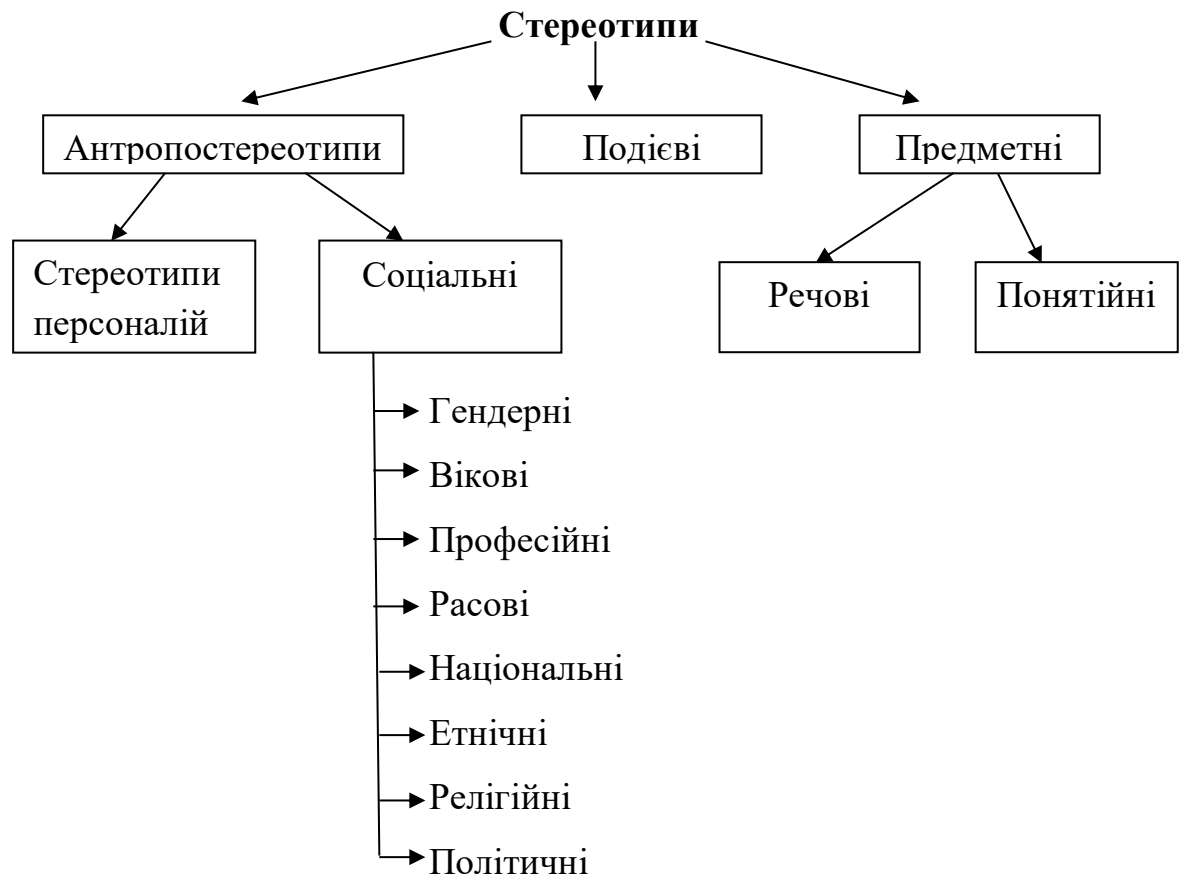 Стереотипи
Антропостереотипи
Подієві
Предметні
Стереотипи
персоналій
Соціальні
Речові
Понятійні
Гендерні
Вікові
Професійні
Расові
Національні
Етнічні
Релігійні
Політичні